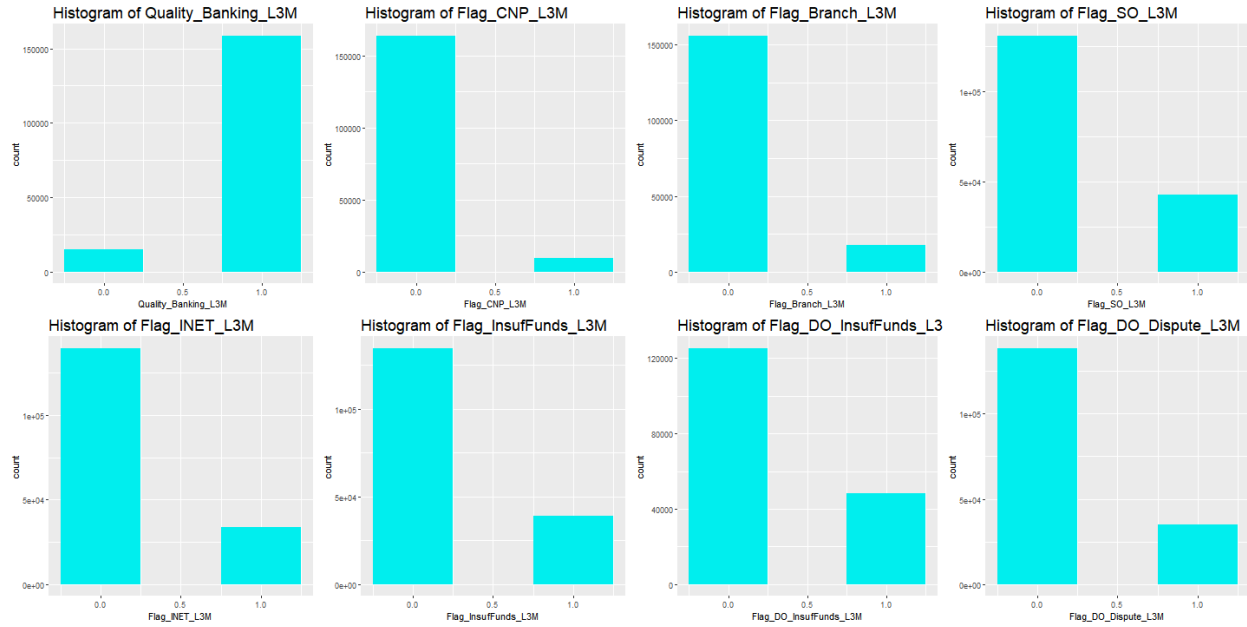 Histogram of Quality_Banking_L3M
count
150000
100000
50000
0
0.0 0.5 1.0
Quality_Banking_L3M
Histogram of Flag_CNP_L3M
count
150000
100000
50000
0
0.0 0.5 1.0
Flag_CNP_L3M
Histogram of Flag_Branch_L3M
count
150000
100000
50000
0
0.0 0.5 1.0
Flag_Branch_L3M
Histogram of Flag_SO_L3M
count
1e+05
5e+04
0e+00
0.0 0.5 1.0
Flag_SO_L3M
Histogram of Flag_INET_L3M
count
1e+05
5e+04
0e+00
0.0 0.5 1.0
Flag_INET_L3M
Histogram of Flag_InsufFunds_L3M
count
1e+05
5e+04
0e+00
0.0 0.5 1.0
Flag_InsufFunds_L3M
Histogram of Flag_DO_InsufFunds_L3
count
120000
80000
40000
0
0.0 0.5 1.0
Flag_DO_InsufFunds_L3M
Histogram of Flag_DO_Dispute_L3M
count
1e+05
5e+04
0e+00
0.0 0.5 1.0
Flag_DO_Dispute_L3M